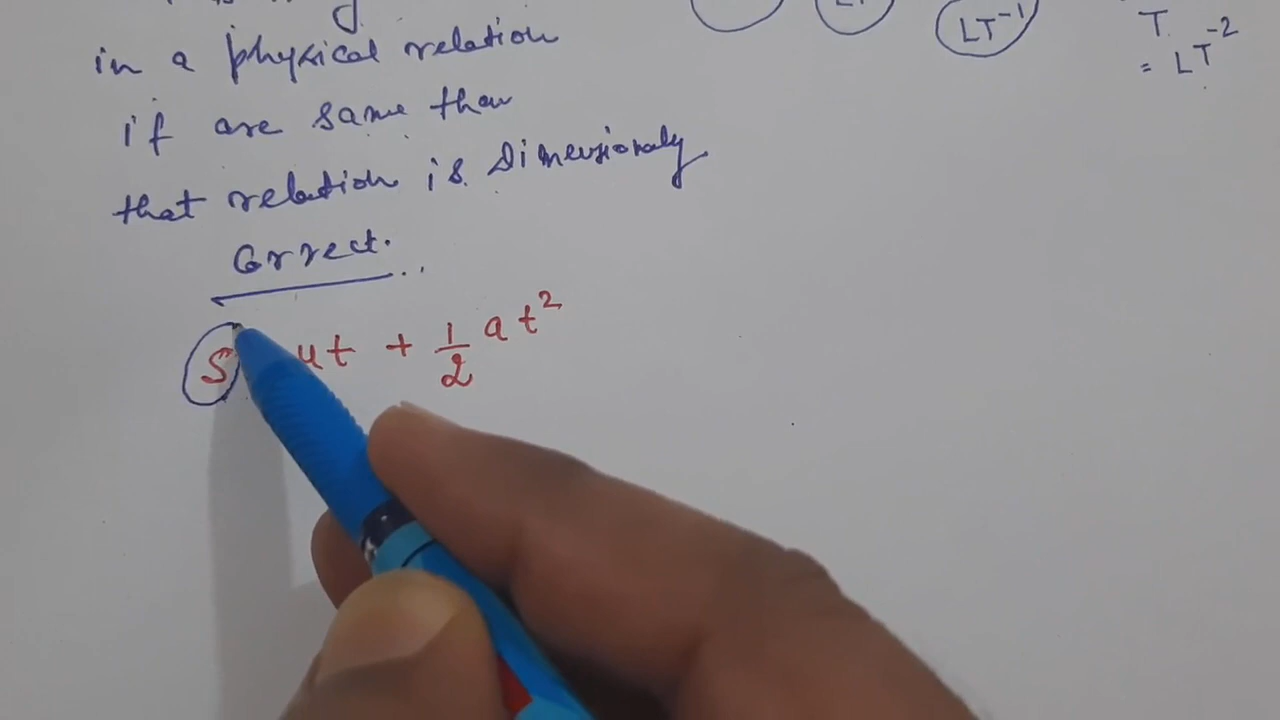 in a physical relation
if are same than
that relation is Dimensionaly
Correct.
S ut + 1/2 at²
LT⁻¹
T
= LT⁻²